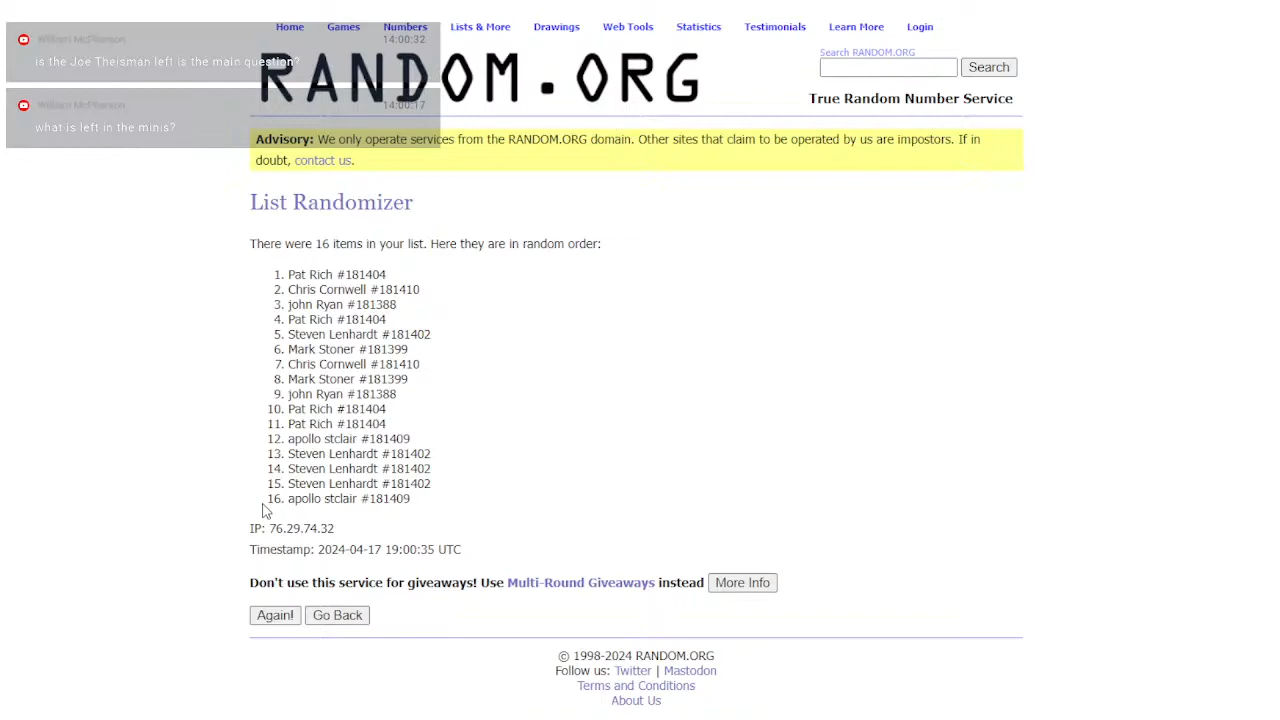 Home Games Numbers Lists & More Drawings Web Tools Statistics Testimonials Learn More Login
William McPherson 14:00:32
is the Joe Theisman left is the main question?
RANDOM.ORG
Search RANDOM.ORG
Search
True Random Number Service
William McPherson 14:00:17
what is left in the minis?
Advisory: We only operate services from the RANDOM.ORG domain. Other sites that claim to be operated by us are impostors. If in
doubt, contact us.
List Randomizer
There were 16 items in your list. Here they are in random order:
1. Pat Rich #181404
2. Chris Cornwell #181410
3. john Ryan #181388
4. Pat Rich #181404
5. Steven Lenhardt #181402
6. Mark Stoner #181399
7. Chris Cornwell #181410
8. Mark Stoner #181399
9. john Ryan #181388
10. Pat Rich #181404
11. Pat Rich #181404
12. apollo stclair #181409
13. Steven Lenhardt #181402
14. Steven Lenhardt #181402
15. Steven Lenhardt #181402
16. apollo stclair #181409
IP: 76.29.74.32
Timestamp: 2024-04-17 19:00:35 UTC
Don't use this service for giveaways! Use Multi-Round Giveaways instead More Info
Again! Go Back
© 1998-2024 RANDOM.ORG
Follow us: Twitter | Mastodon
Terms and Conditions
About Us